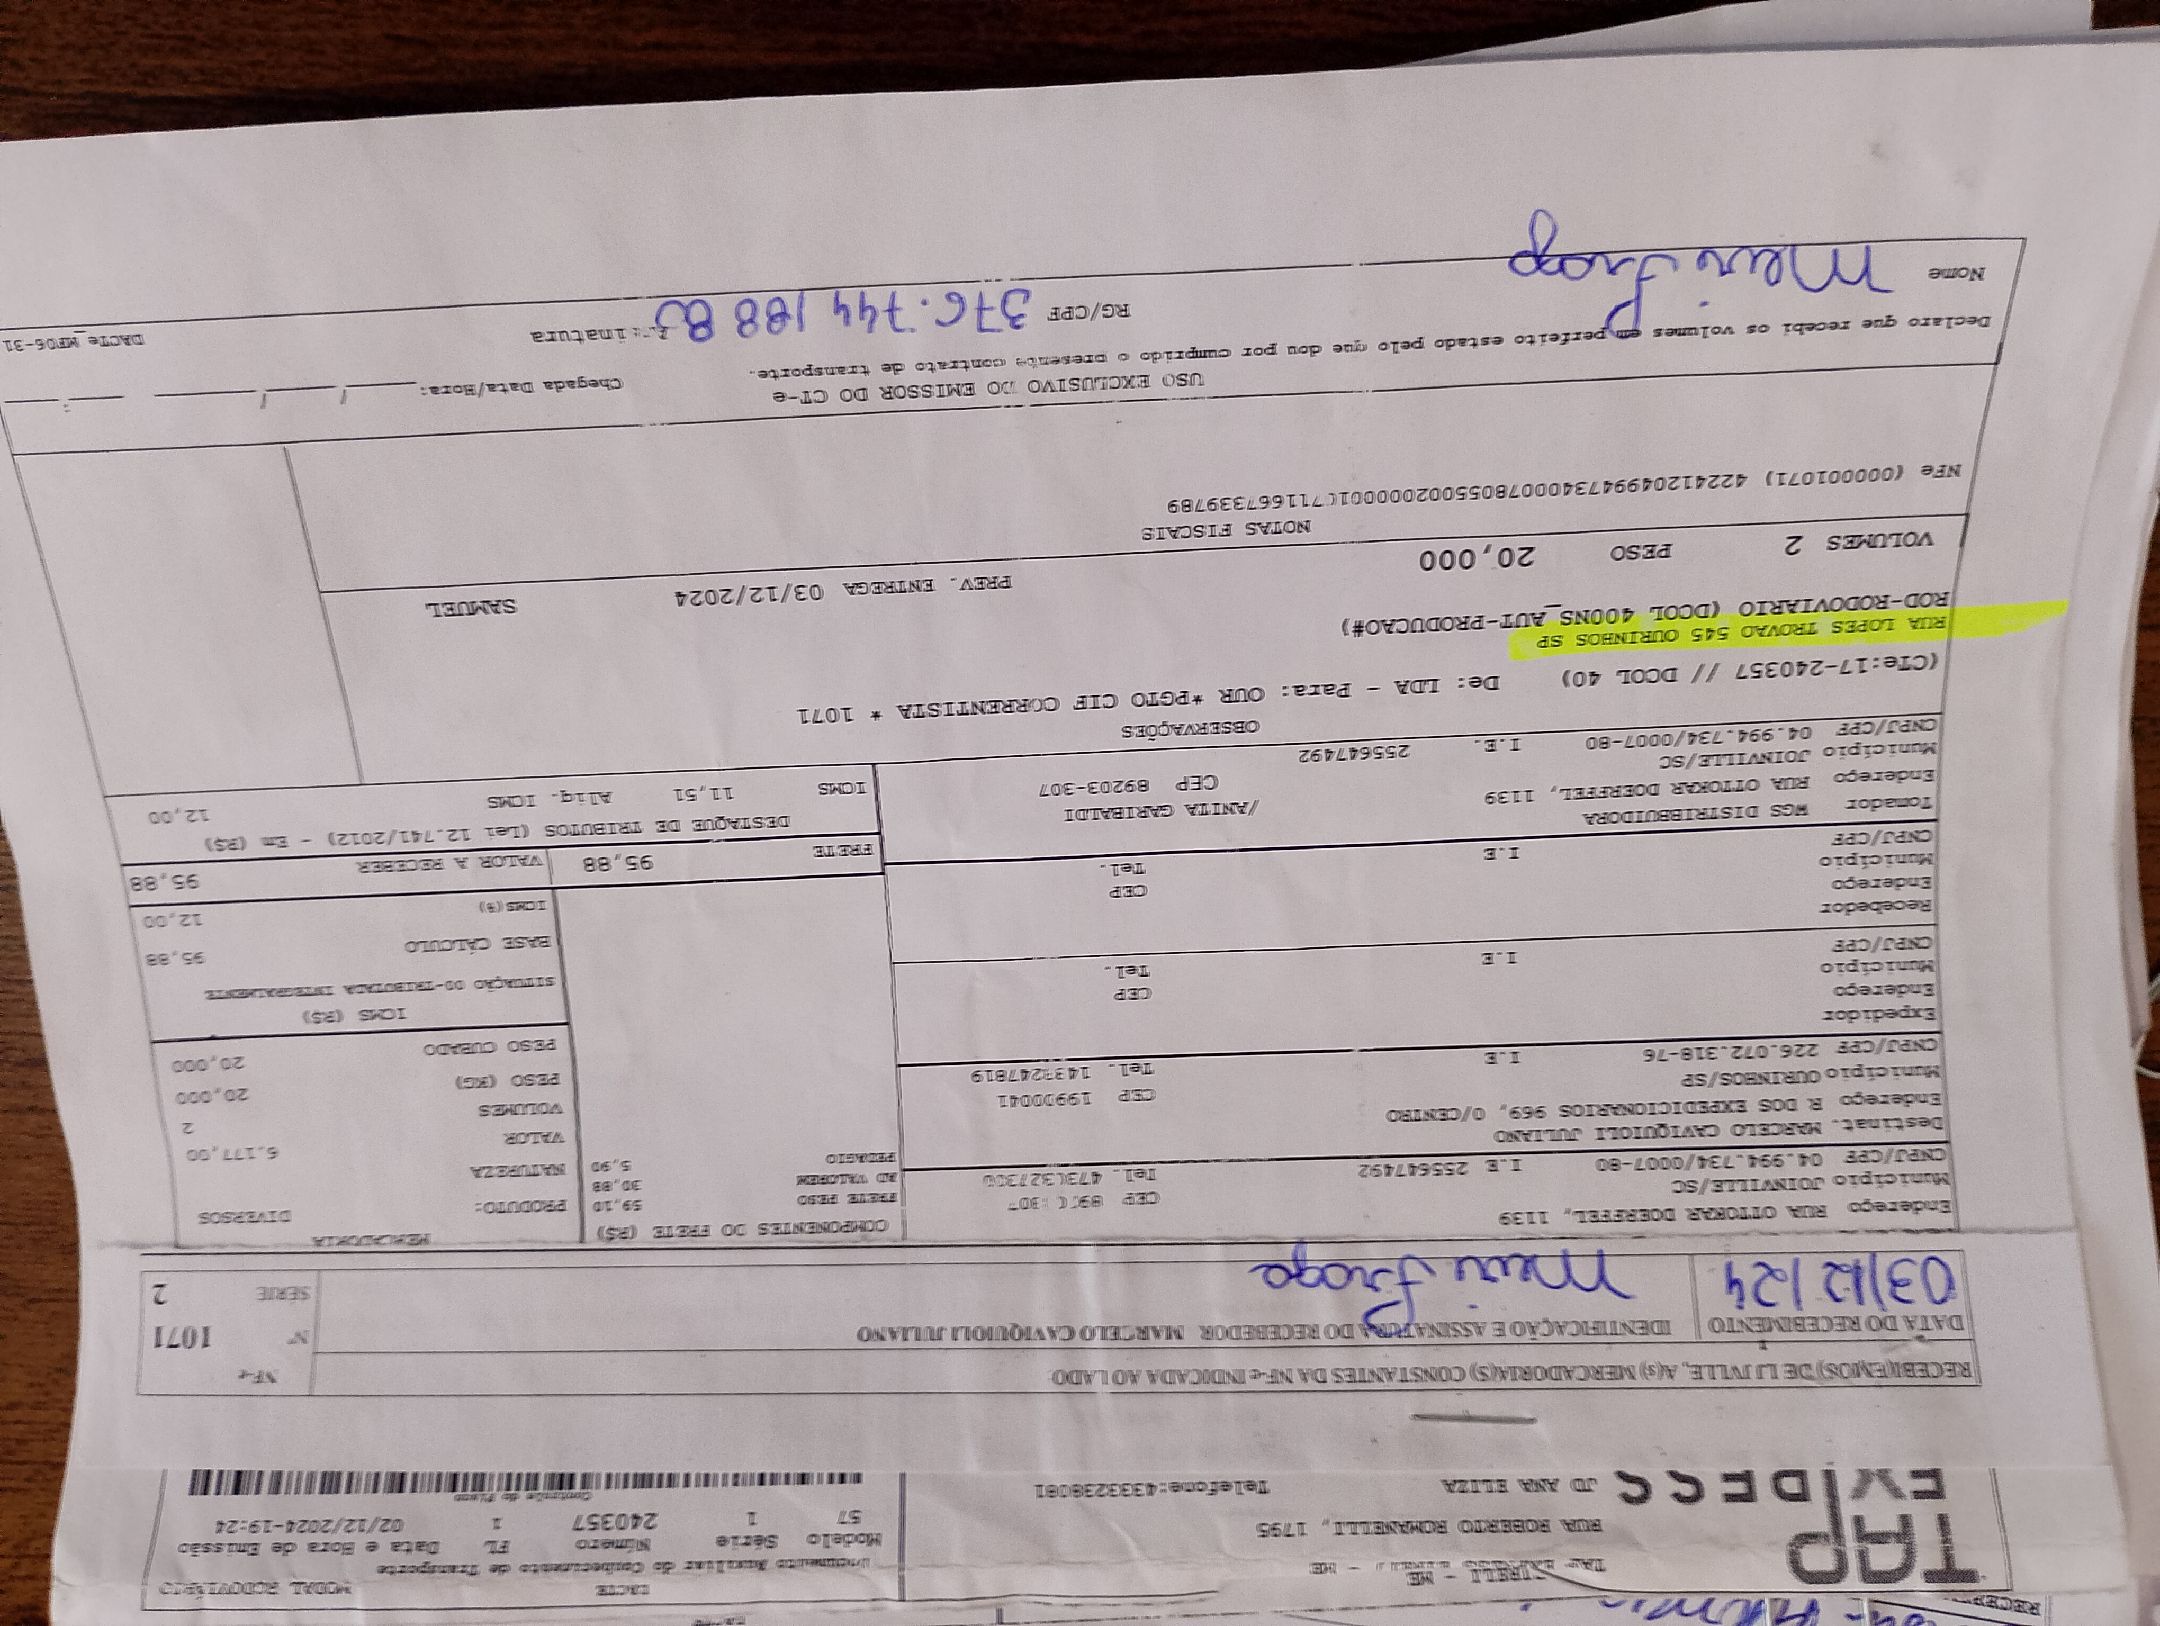 TAP
EXPRESS
RUA ROBERTO ROMANELLI, 1795
JD ANA ELIZA Telefone:4333238081
DACTE MODAL RODOVIÁRIO
Documento Auxiliar do Conhecimento de Transporte
Modelo Série Número FL Data e Hora de Emissão
57 1 240357 1 02/12/2024-19:24
Controle do Fisco
RECEBI(EMOS) DE LIJVLLE, A(S) MERCADORIA(S) CONSTANTES DA NF-e INDICADA AO LADO
NF-e
Nº 1071
SÉRIE 2
DATA DO RECEBIMENTO IDENTIFICAÇÃO E ASSINATURA DO RECEBEDOR MARCELO CAVIQUIOLI JULIANO
03/12/24
Endereço RUA OTTOKAR DOERFFEL, 1139
Município JOINVILLE/SC CEP
CNPJ/CPF 04.994.734/0007-80 I.E 255647492 Tel.
Destinat. MARCELO CAVIQUIOLI JULIANO
Endereço R DOS EXPEDICIONARIOS 969, 0/CENTRO
Município OURINHOS/SP CEP 19900041
CNPJ/CPF 226.072.318-76 I.E Tel. 1433247819
Expedidor
Endereço
Município CEP
CNPJ/CPF I.E Tel.
Recebedor
Endereço
Município CEP
CNPJ/CPF I.E Tel.
Tomador WGS DISTRIBUIDORA
Endereço RUA OTTOKAR DOERFFEL, 1139 /ANITA GARIBALDI
Município JOINVILLE/SC CEP 89203-307
CNPJ/CPF 04.994.734/0007-80 I.E. 255647492
COMPONENTES DO FRETE (R$)
FRETE PESO 59,10
AD VALOREM 30,88
PEDAGIO 5,90
MERCADORIA
PRODUTO: DIVERSOS
NATUREZA
VALOR 6.177,00
VOLUMES 2
PESO (KG) 20,000
PESO CUBADO 20,000
ICMS (R$)
SITUAÇÃO 00-TRIBUTADA INTEGRALMENTE
BASE CÁLCULO 95,88
ICMS(%) 12,00
FRETE 95,88 VALOR A RECEBER 95,88
DESTAQUE DE TRIBUTOS (Lei 12.741/2012) - Em (R$)
ICMS 11,51 Aliq. ICMS 12,00
OBSERVAÇÕES
(CTe:17-240357 // DCOL 40) De: LDA - Para: OUR *PGTO CIF CORRENTISTA * 1071
RUA LOPES TROVAO 545 OURINHOS SP
ROD-RODOVIARIO (DCOL 400NS_AUT-PRODUCAO#)
VOLUMES 2 PESO 20,000 PREV. ENTREGA 03/12/2024 SAMUEL
NOTAS FISCAIS
NFe (000001071)
USO EXCLUSIVO DO EMISSOR DO CT-e
Declaro que recebi os volumes em perfeito estado pelo que dou por cumprido o presente contrato de transporte.
Chegada Data/Hora: ____/____/____ ___:___
Nome RG/CPF 376.744 188 Assinatura
DACTe_MF06-31